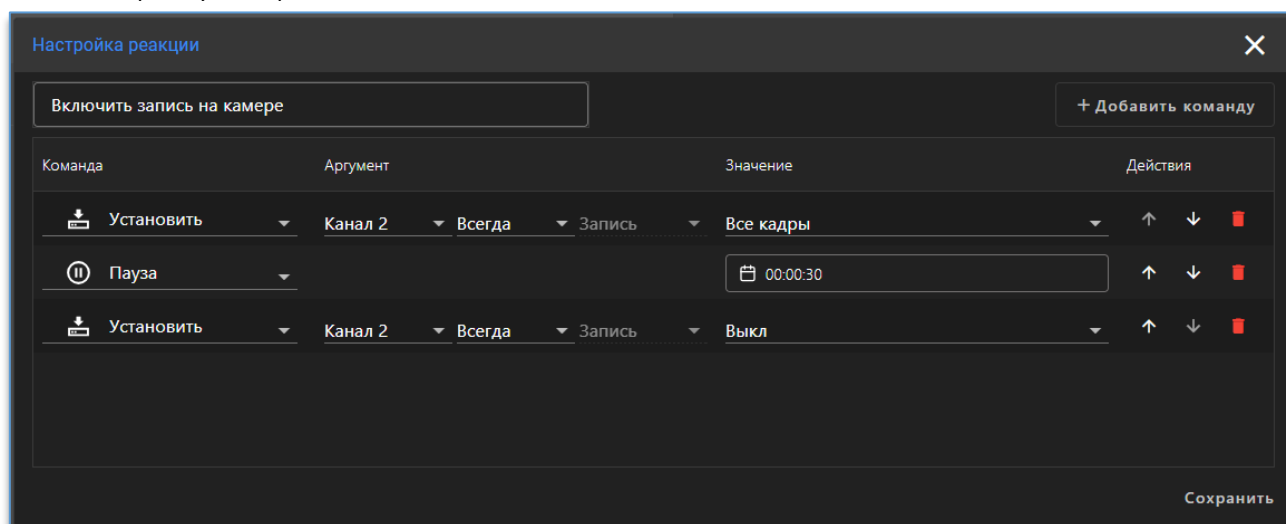 Настройка реакции
Включить запись на камере
+ Добавить команду
Команда Аргумент Значение Действия
Установить Канал 2 Всегда Запись Все кадры
Пауза 00:00:30
Установить Канал 2 Всегда Запись Выкл
Сохранить